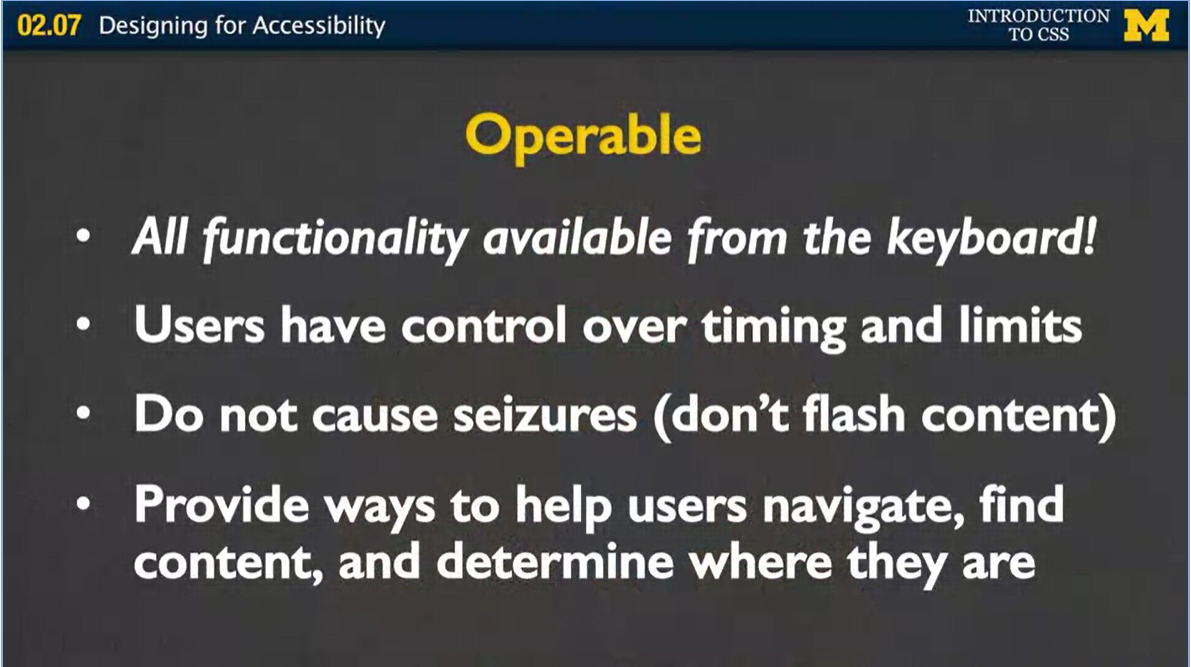 02.07 Designing for Accessibility
INTRODUCTION
TO CSS
M
Operable
• All functionality available from the keyboard!
• Users have control over timing and limits
• Do not cause seizures (don't flash content)
• Provide ways to help users navigate, find
content, and determine where they are